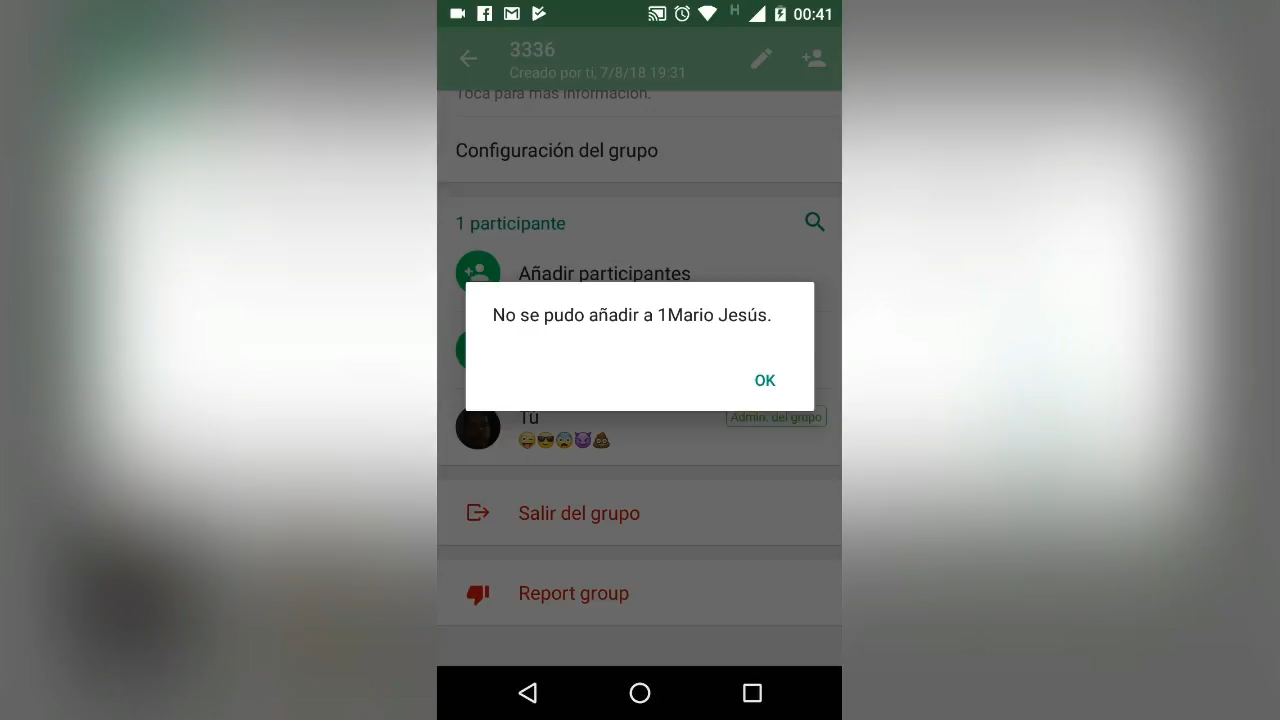 H 00:41
3336
Creado por ti, 7/8/18 19:31
Toca para más información.
Configuración del grupo
1 participante
Añadir participantes
No se pudo añadir a 1Mario Jesús.
OK
Tú
Admin. del grupo
Salir del grupo
Report group